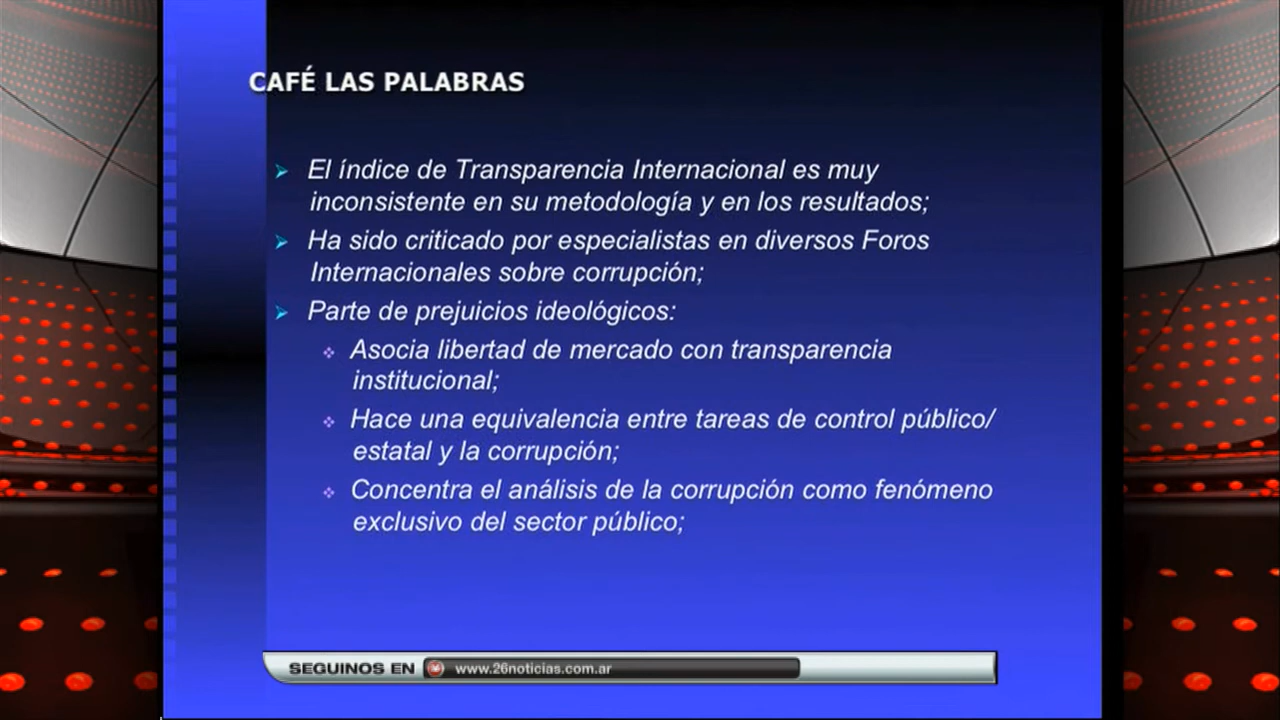 CAFÉ LAS PALABRAS
El índice de Transparencia Internacional es muy
inconsistente en su metodología y en los resultados;
Ha sido criticado por especialistas en diversos Foros
Internacionales sobre corrupción;
Parte de prejuicios ideológicos:
Asocia libertad de mercado con transparencia
institucional;
Hace una equivalencia entre tareas de control público/
estatal y la corrupción;
Concentra el análisis de la corrupción como fenómeno
exclusivo del sector público;
SEGUINOS EN www.26noticias.com.ar